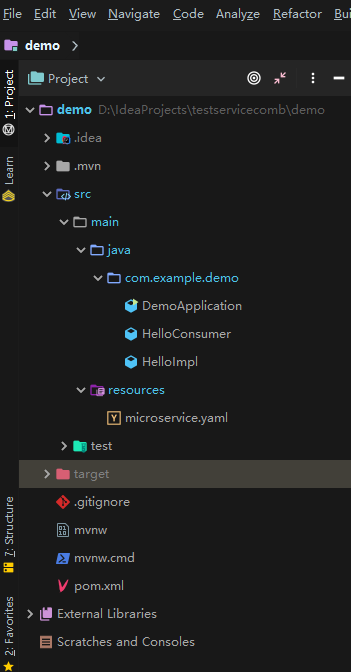 File Edit View Navigate Code Analyze Refactor Buil
demo
1: Project
Project
demo D:\IdeaProjects\testservicecomb\demo
.idea
Learn
.mvn
src
main
java
com.example.demo
DemoApplication
HelloConsumer
HelloImpl
resources
microservice.yaml
test
target
7: Structure
.gitignore
mvnw
mvnw.cmd
pom.xml
2: Favorites
External Libraries
Scratches and Consoles